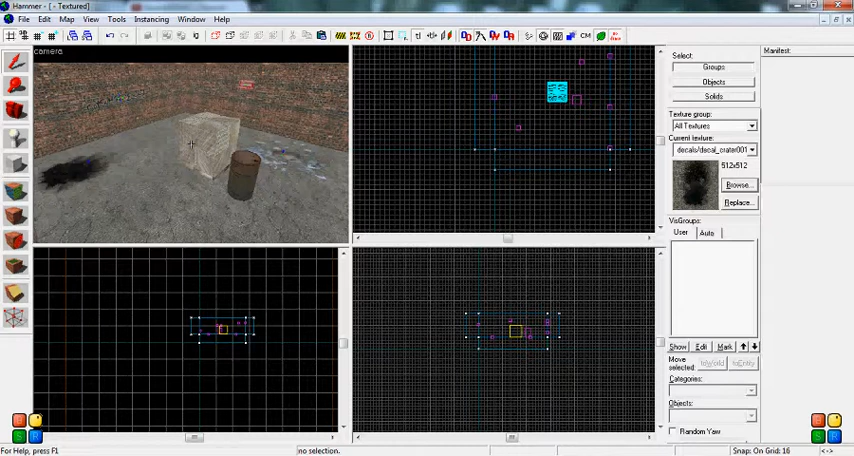 Hammer - [ - Textured]
File Edit Map View Tools Instancing Window Help
camera
Select:
Groups
Objects
Solids
Texture group:
All Textures
Current texture:
decals/decal_crater001
512x512
Browse...
Replace...
VisGroups:
User Auto
Show Edit Mark
Move selected:
toWorld toEntity
Categories:
Objects:
Random Yaw
Manifest:
For Help, press F1 no selection. Snap: On Grid: 16 <->